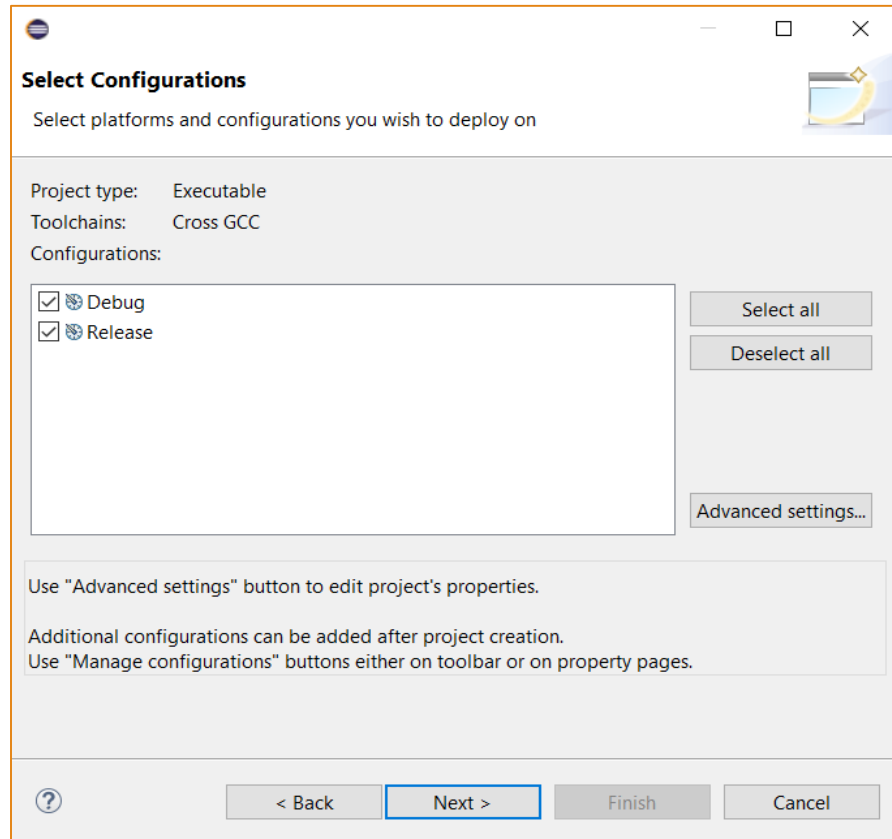 Select Configurations
Select platforms and configurations you wish to deploy on
Project type: Executable
Toolchains: Cross GCC
Configurations:
Debug
Release
Select all
Deselect all
Advanced settings...
Use "Advanced settings" button to edit project's properties.
Additional configurations can be added after project creation.
Use "Manage configurations" buttons either on toolbar or on property pages.
? < Back Next > Finish Cancel